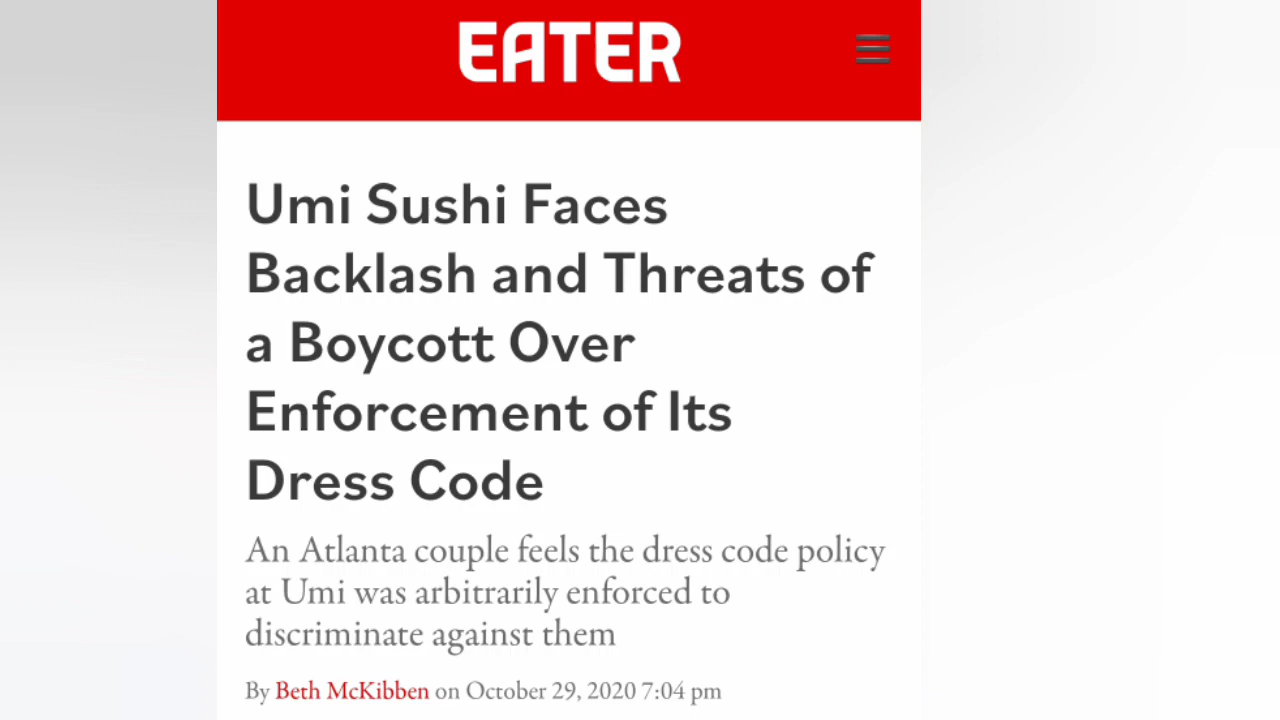 EATER
Umi Sushi Faces
Backlash and Threats of
a Boycott Over
Enforcement of Its
Dress Code
An Atlanta couple feels the dress code policy
at Umi was arbitrarily enforced to
discriminate against them
By Beth McKibben on October 29, 2020 7:04 pm